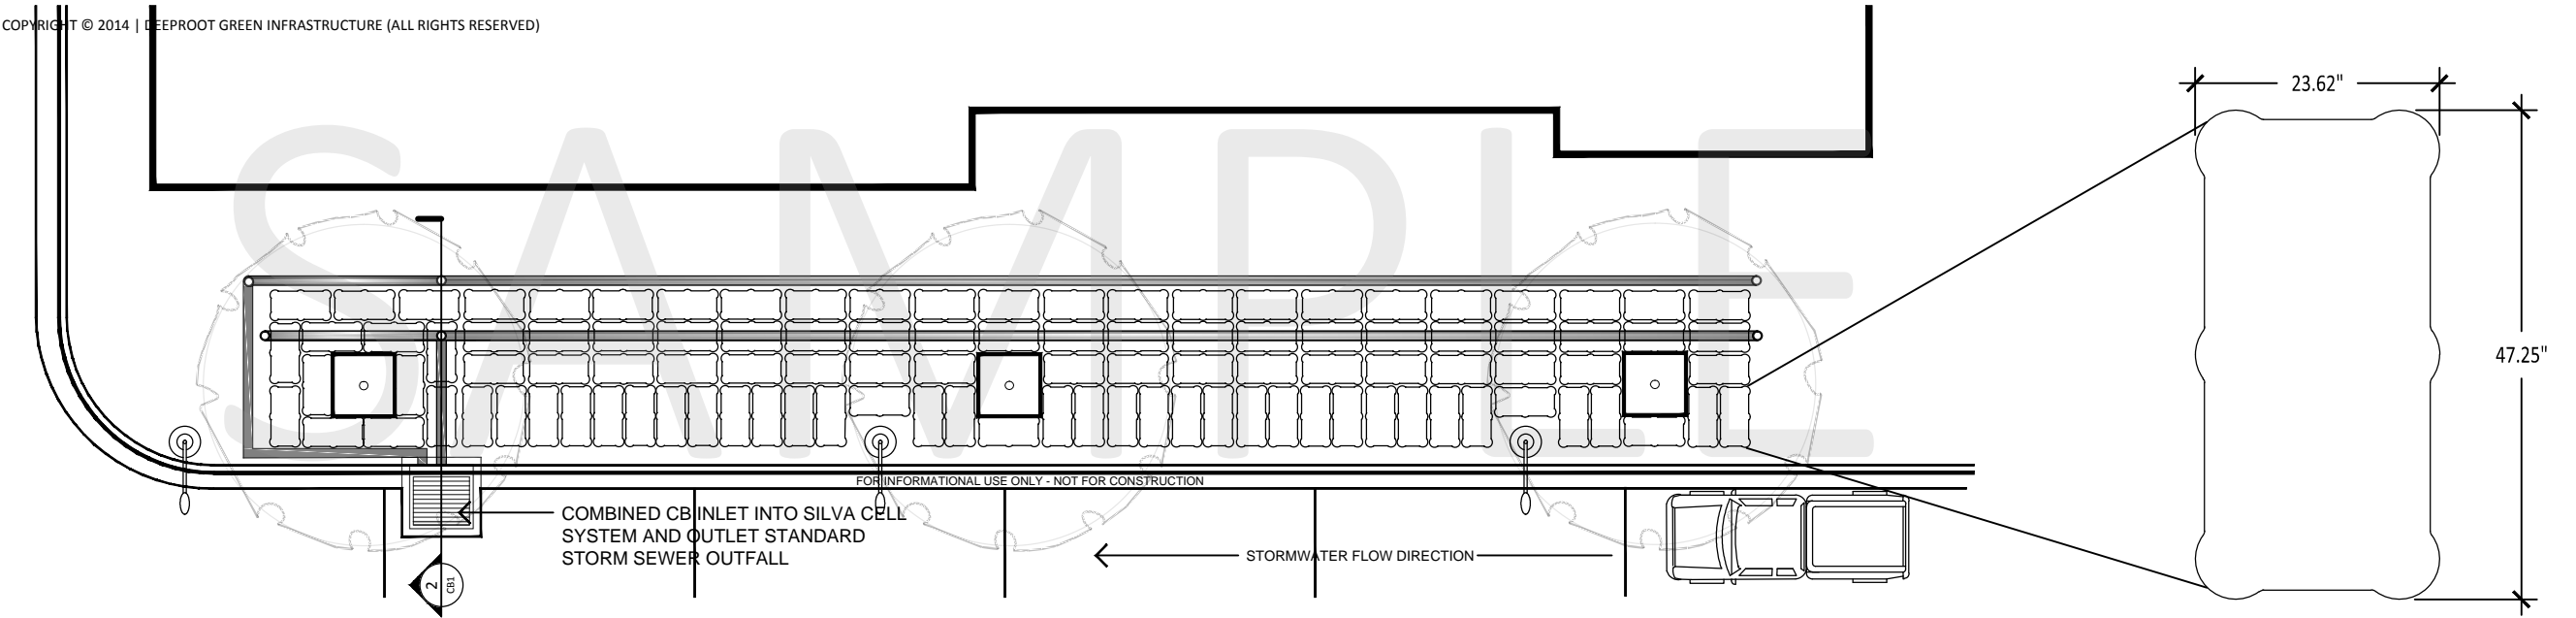 COPYRIGHT © 2014 | DEEPROOT GREEN INFRASTRUCTURE (ALL RIGHTS RESERVED)
23.62"
47.25"
SAMPLE
FOR INFORMATIONAL USE ONLY - NOT FOR CONSTRUCTION
COMBINED CB INLET INTO SILVA CELL
SYSTEM AND OUTLET STANDARD
STORM SEWER OUTFALL
STORMWATER FLOW DIRECTION
2
CB1